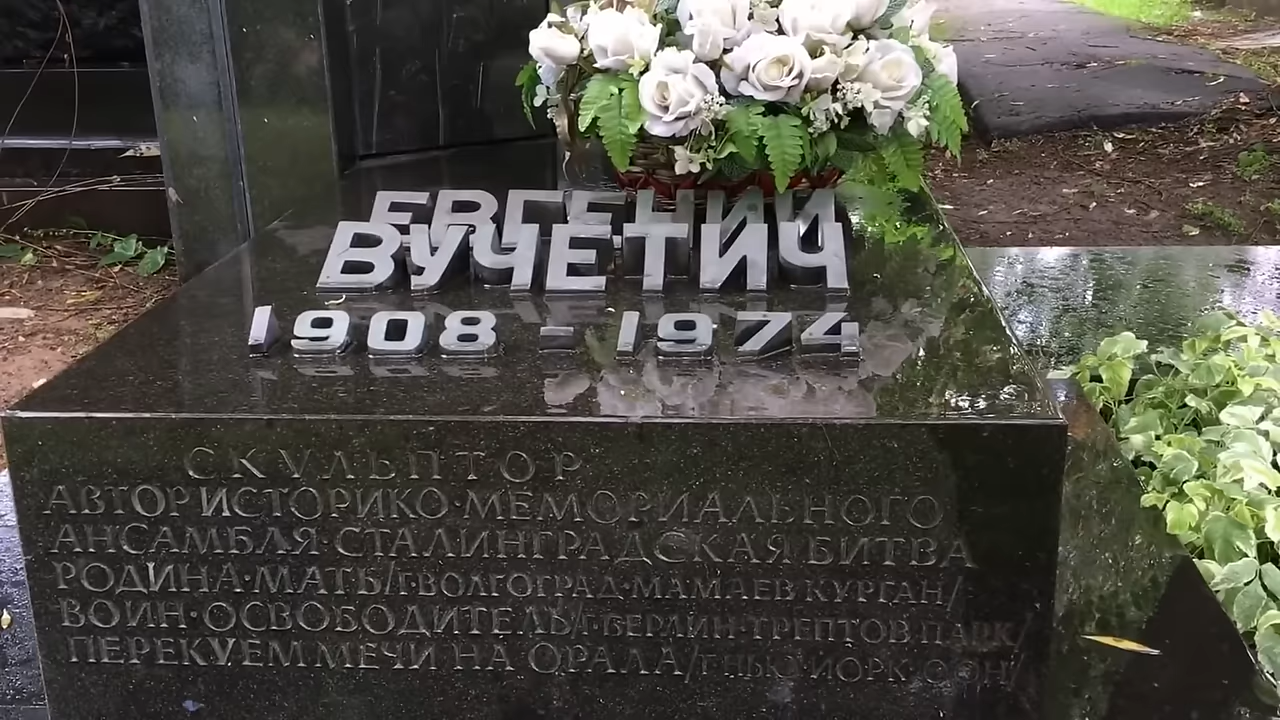 ЕВГЕНИЙ
ВУЧЕТИЧ
1908 - 1974
СКУЛЬПТОР
АВТОР ИСТОРИКО·МЕМОРИАЛЬНОГО
АНСАМБЛЯ·СТАЛИНГРАДСКАЯ БИТВА
РОДИНА·МАТЬ/Г·ВОЛГОГРАД·МАМАЕВ КУРГАН/
ВОИН·ОСВОБОДИТЕЛЬ/Г·БЕРЛИН·ТРЕПТОВ ПАРК/
ПЕРЕКУЕМ МЕЧИ НА ОРАЛА/Г·НЬЮ·ЙОРК·ООН/